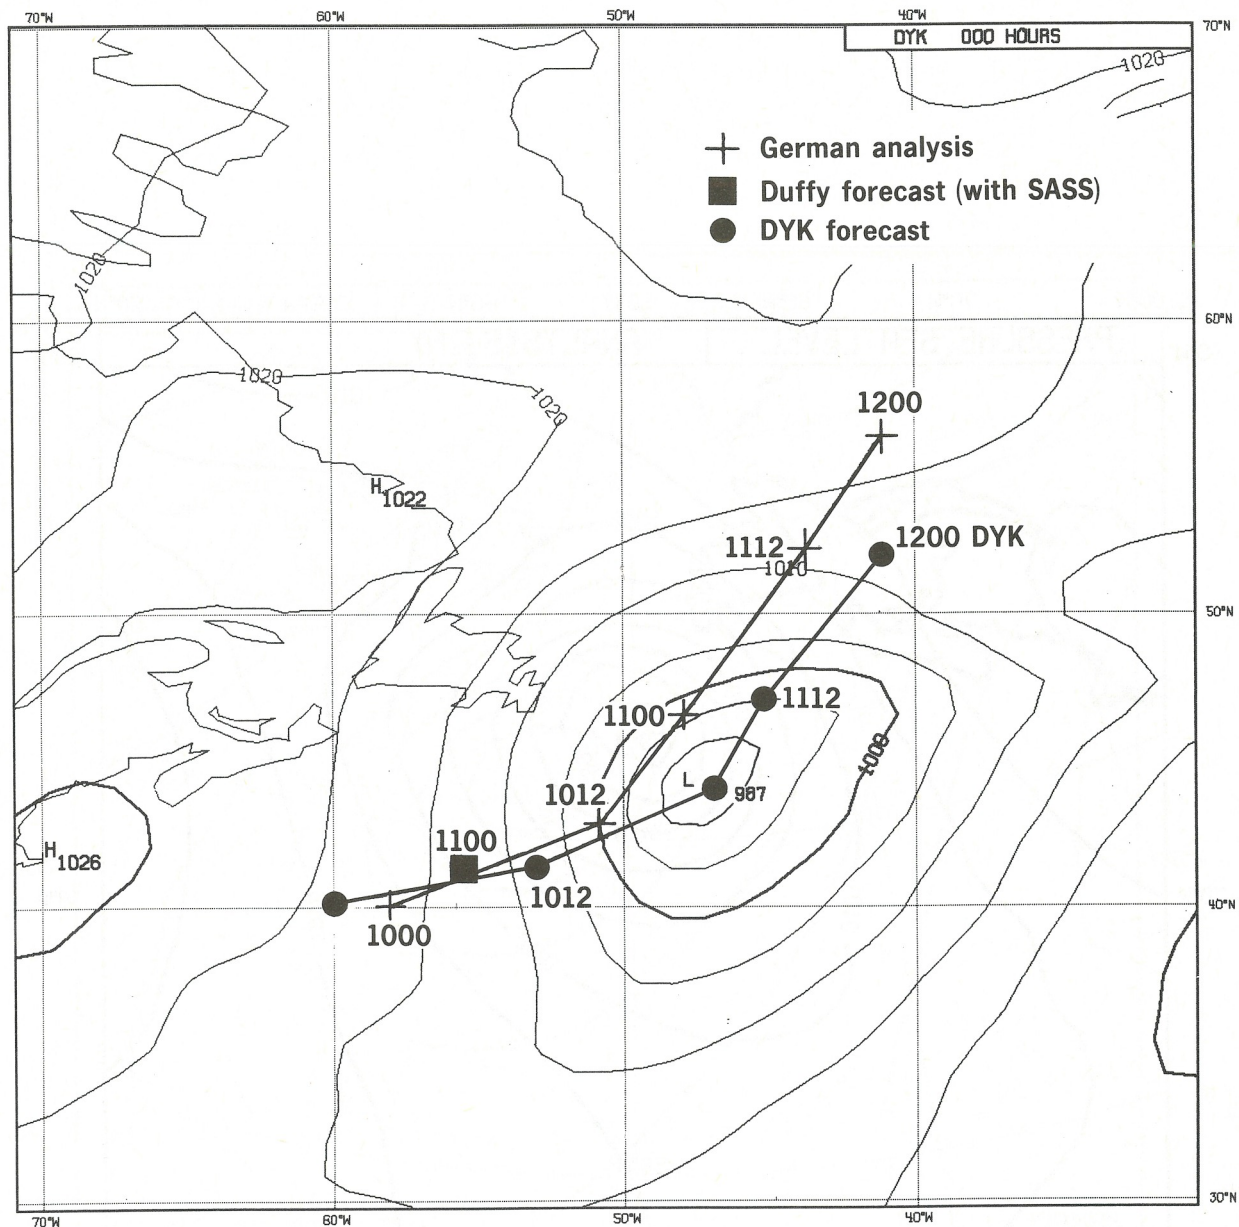 70°W 60°W 50°W 40°W
70°N
DYK 000 HOURS
1020
German analysis
Duffy forecast (with SASS)
DYK forecast
1020
60°N
1020
1020
1200
H 1022
1200 DYK
1112
1010
50°N
1112
1100
1000
L 987
1012
1100
H 1026
1012
40°N
1000
30°N
70°W 60°W 50°W 40°W